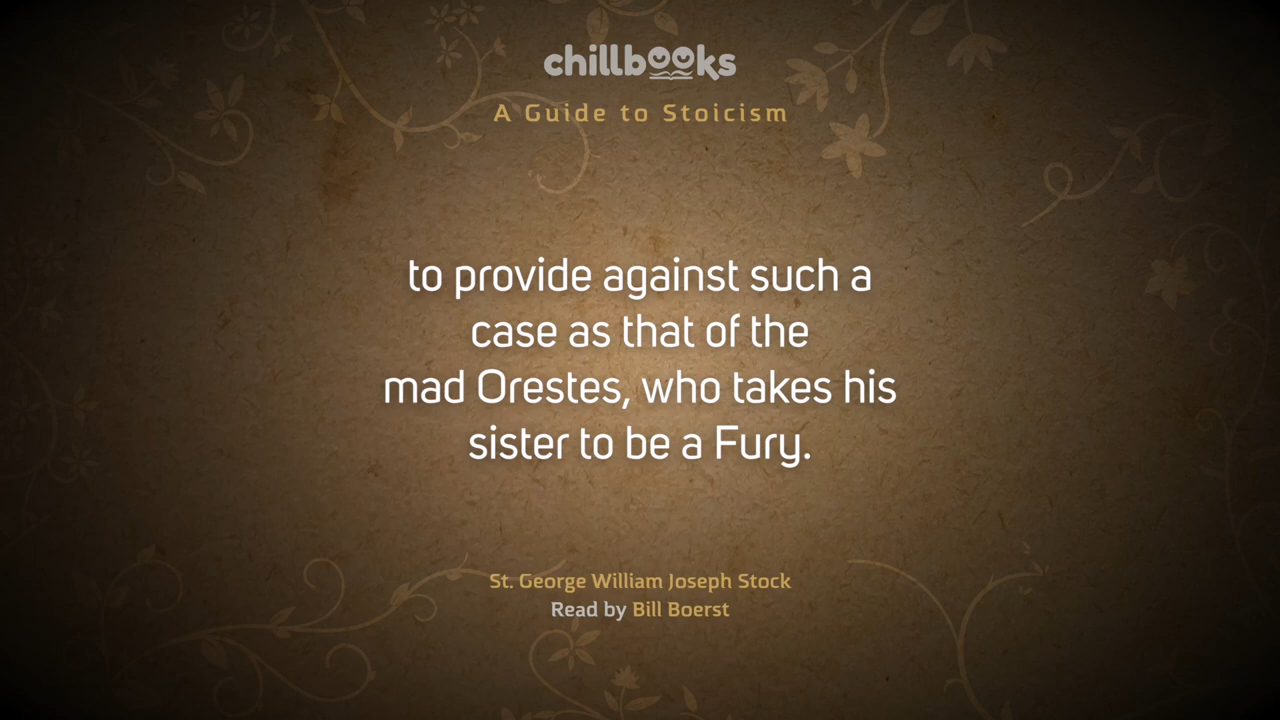 chillbooks
A Guide to Stoicism
to provide against such a
case as that of the
mad Orestes, who takes his
sister to be a Fury.
St. George William Joseph Stock
Read by Bill Boerst